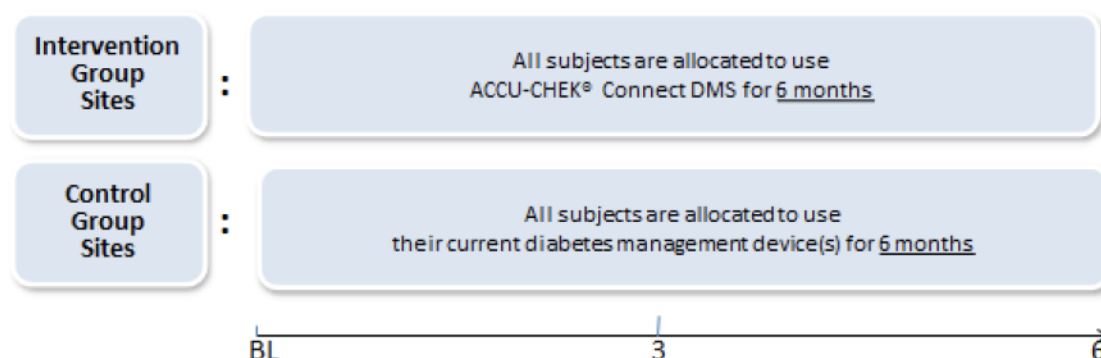 Intervention
Group
Sites
:
All subjects are allocated to use
ACCU-CHEK® Connect DMS for 6 months
Control
Group
Sites
:
All subjects are allocated to use
their current diabetes management device(s) for 6 months
BL
3
6